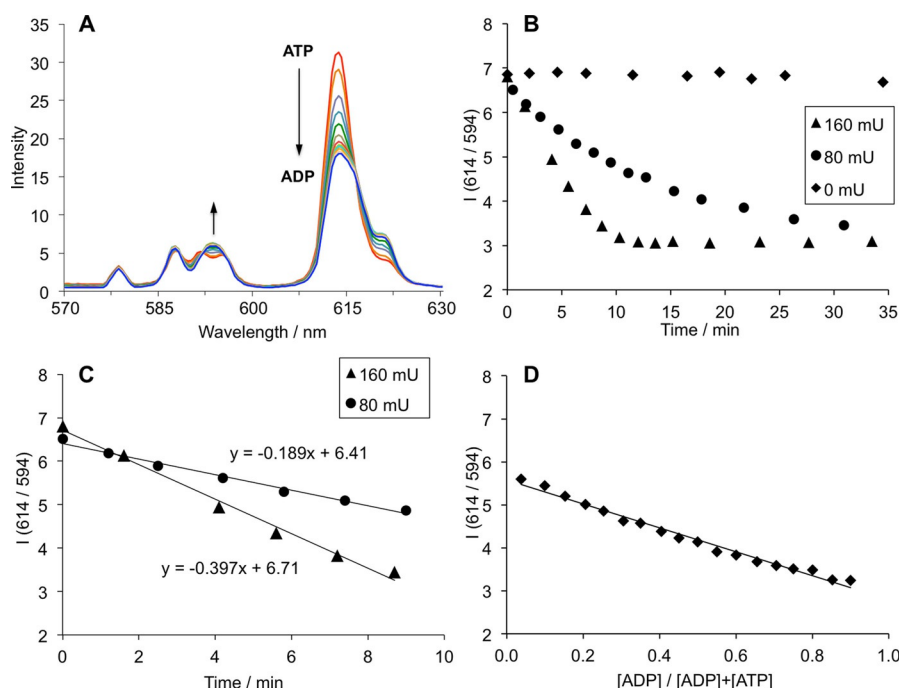 A
ATP
ADP
35
30
25
20
15
10
5
0
Intensity
570
585
600
615
630
Wavelength / nm
B
8
7
6
5
4
3
2
I (614 / 594)
160 mU
80 mU
0 mU
0
5
10
15
20
25
30
35
Time / min
C
160 mU
80 mU
8
7
6
5
4
3
2
I (614 / 594)
y = -0.189x + 6.41
y = -0.397x + 6.71
0
2
4
6
8
10
Time / min
D
8
7
6
5
4
3
2
I (614 / 594)
0.0
0.2
0.4
0.6
0.8
1.0
[ADP] / [ADP]+[ATP]